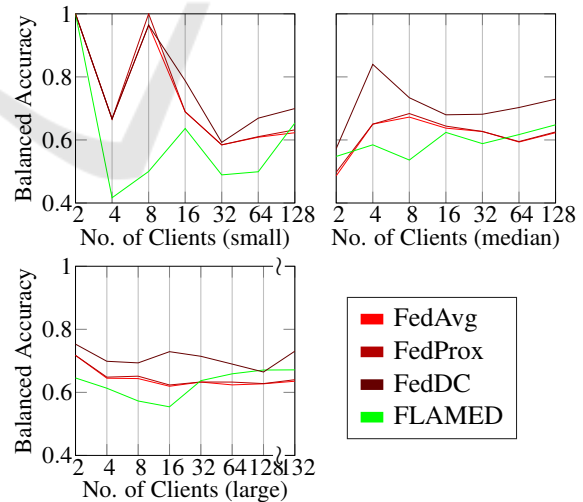 1
0.8
0.6
0.4
Balanced Accuracy
2 4 8 16 32 64 128
No. of Clients (small)
2 4 8 16 32 64 128
No. of Clients (median)
1
0.8
0.6
0.4
Balanced Accuracy
2 4 8 16 32 64 128 132
No. of Clients (large)
FedAvg
FedProx
FedDC
FLAMED